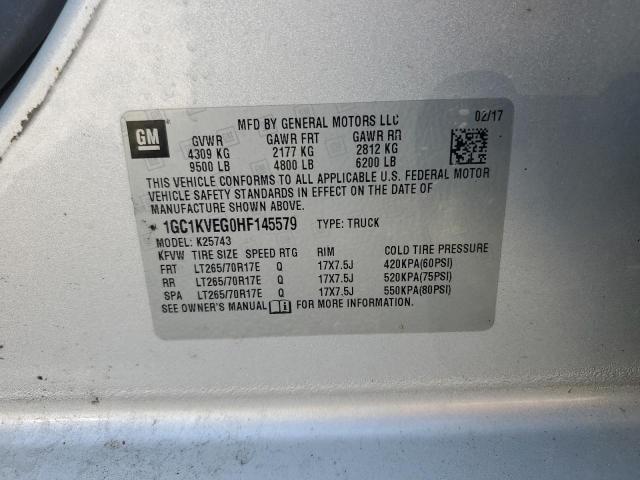 GM
MFD BY GENERAL MOTORS LLC
02/17
GVWR GAWR FRT GAWR RR
4309 KG 2177 KG 2812 KG
9500 LB 4800 LB 6200 LB
THIS VEHICLE CONFORMS TO ALL APPLICABLE U.S. FEDERAL MOTOR
VEHICLE SAFETY STANDARDS IN EFFECT ON THE DATE OF
MANUFACTURE SHOWN ABOVE.
1GC1KVEG0HF145579 TYPE: TRUCK
MODEL: K25743
KFVW TIRE SIZE SPEED RTG RIM COLD TIRE PRESSURE
FRT LT265/70R17E Q 17X7.5J 420KPA(60PSI)
RR LT265/70R17E Q 17X7.5J 520KPA(75PSI)
SPA LT265/70R17E Q 17X7.5J 550KPA(80PSI)
SEE OWNER'S MANUAL FOR MORE INFORMATION.